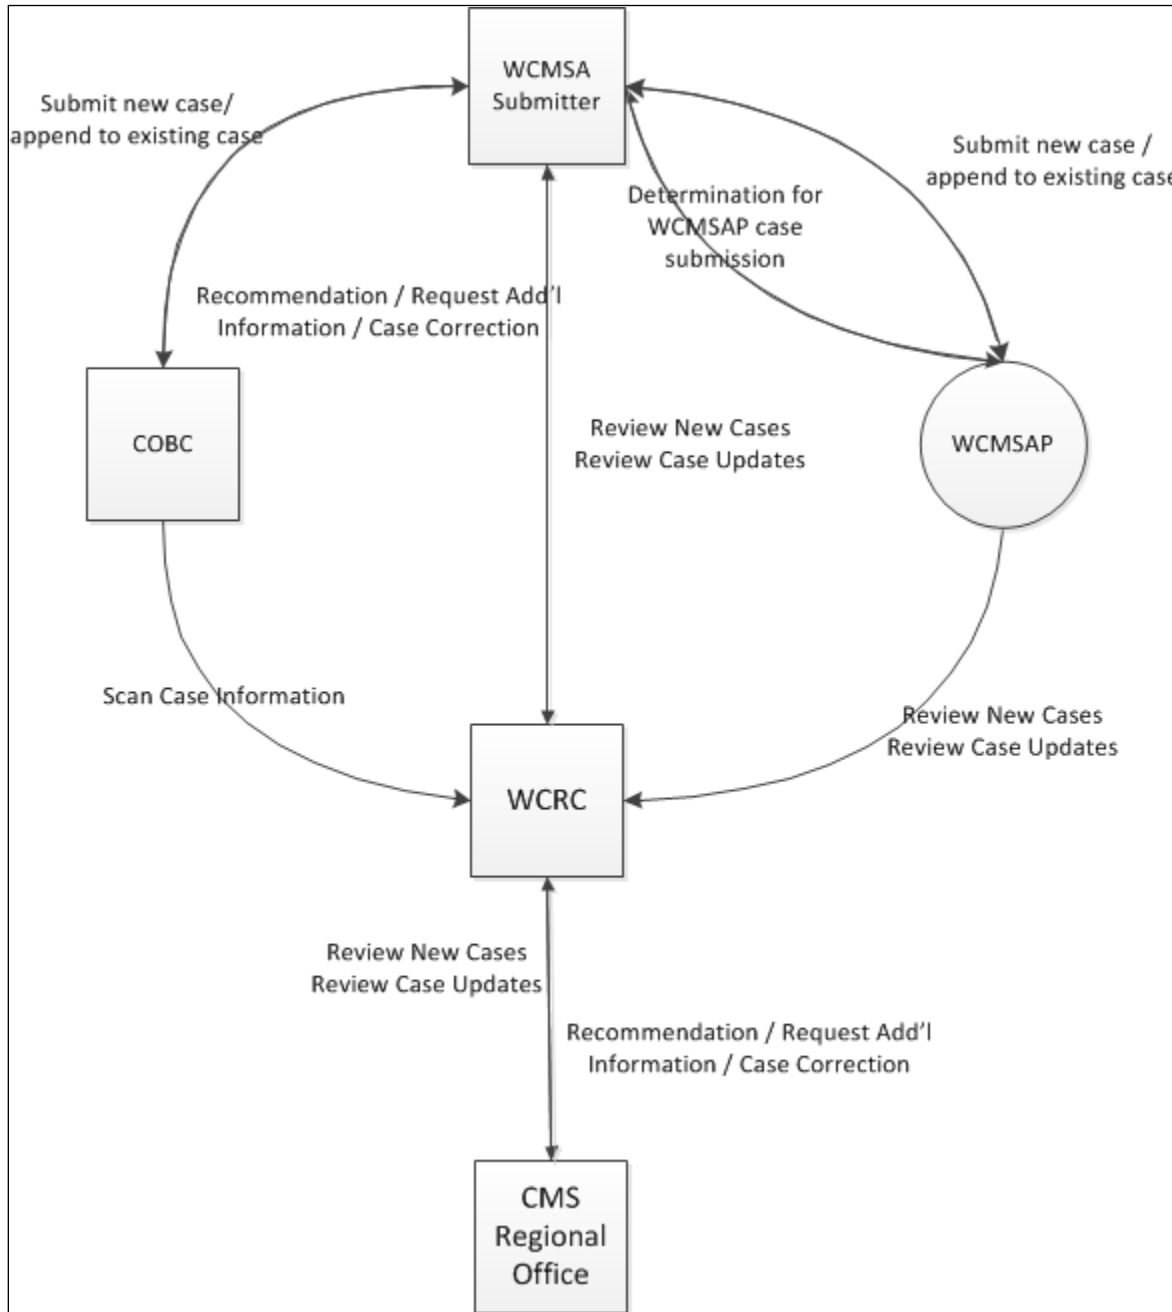 WCMSA
Submitter
Submit new case/
append to existing case
Submit new case /
append to existing case
Determination for
WCMSAP case
submission
Recommendation / Request Add'l
Information / Case Correction
COBC
Review New Cases
Review Case Updates
WCMSAP
Scan Case Information
Review New Cases
Review Case Updates
WCRC
Review New Cases
Review Case Updates
Recommendation / Request Add'l
Information / Case Correction
CMS
Regional
Office